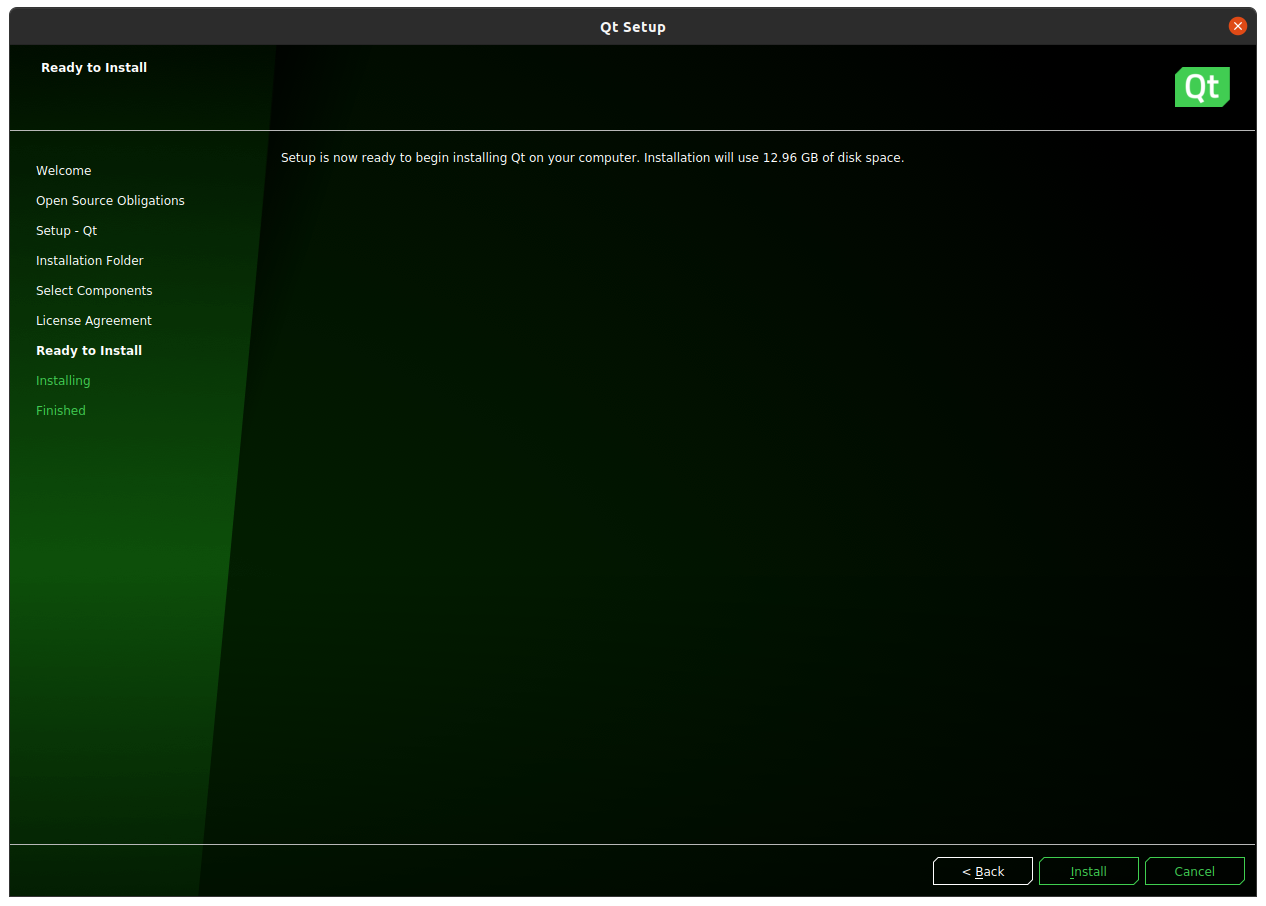 Qt Setup
Ready to Install
Qt
Setup is now ready to begin installing Qt on your computer. Installation will use 12.96 GB of disk space.
Welcome
Open Source Obligations
Setup - Qt
Installation Folder
Select Components
License Agreement
Ready to Install
Installing
Finished
< Back
Install
Cancel